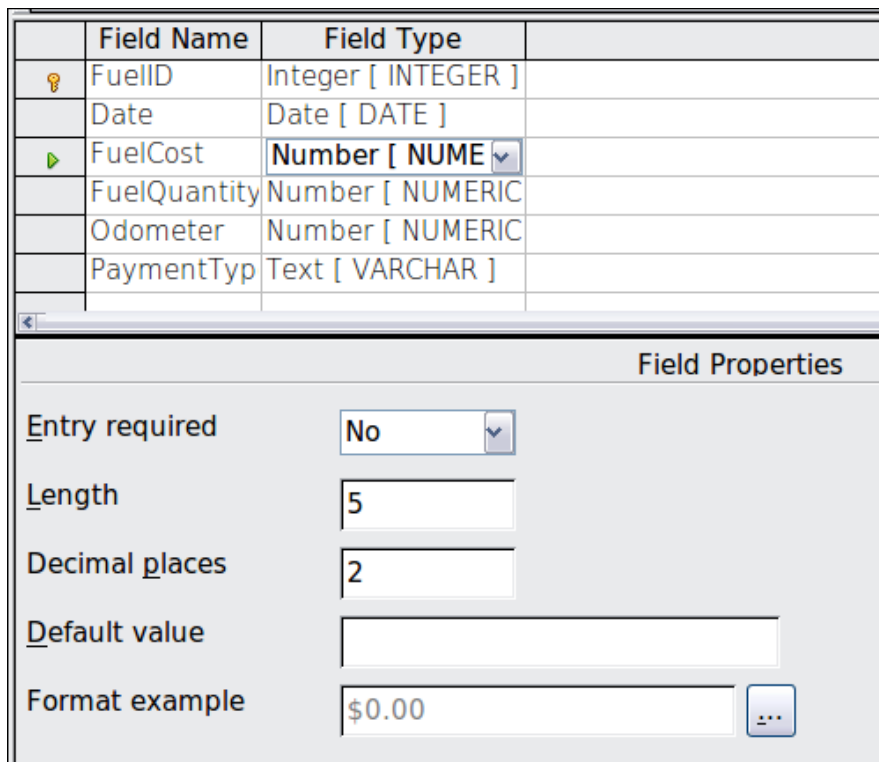 Field Name Field Type
FuelID Integer [ INTEGER ]
Date Date [ DATE ]
FuelCost Number [ NUME
FuelQuantity Number [ NUMERIC
Odometer Number [ NUMERIC
PaymentTyp Text [ VARCHAR ]
Field Properties
Entry required No
Length 5
Decimal places 2
Default value
Format example $0.00 ...